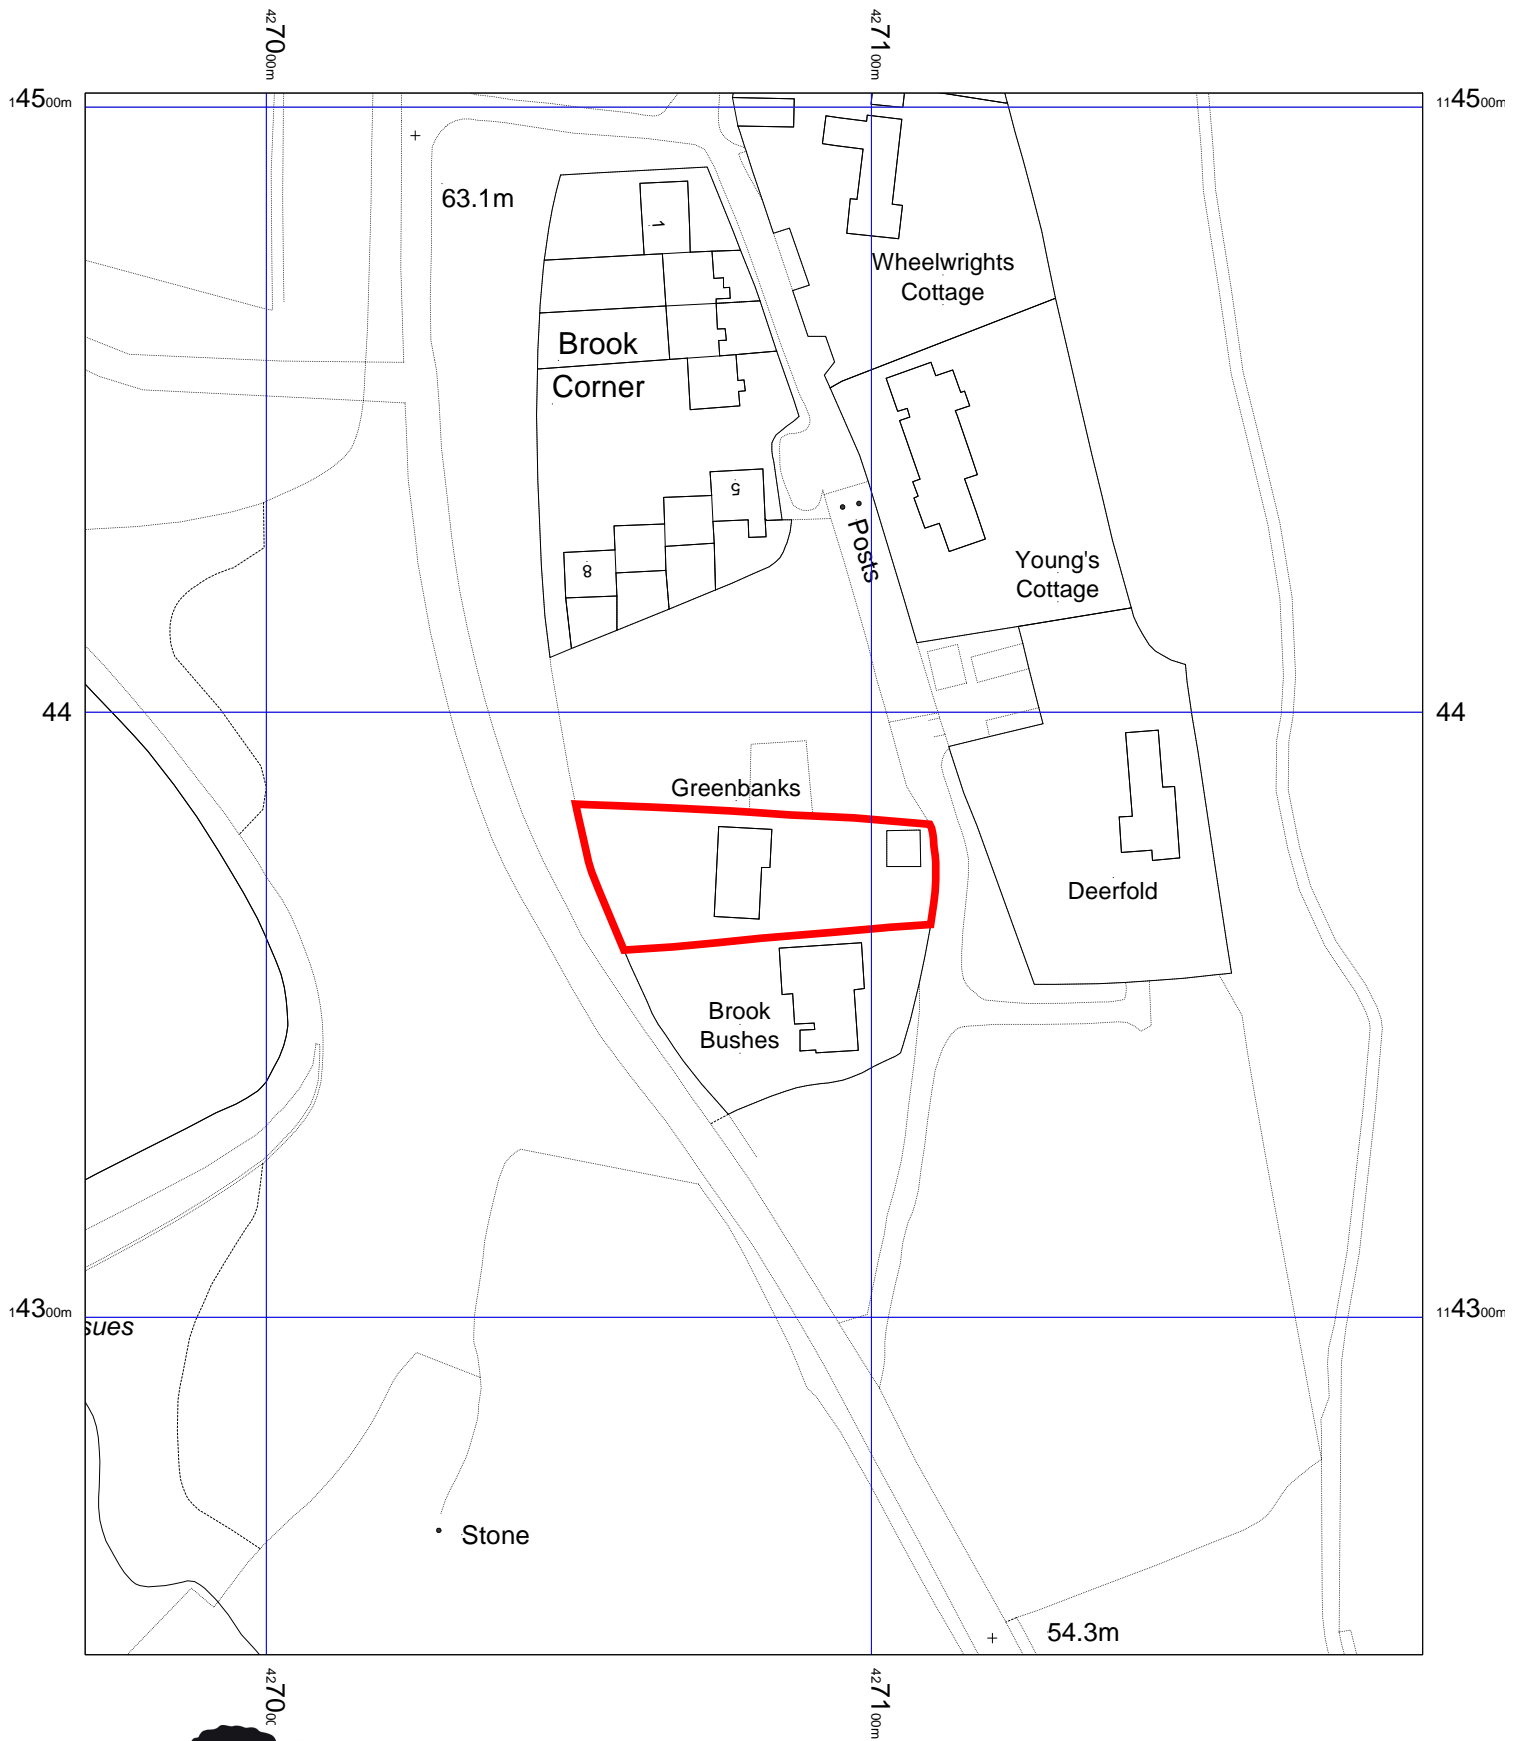 4270 00m
4271 00m
145 00m
1145 00m
63.1m
1
Wheelwrights
Cottage
Brook
Corner
5
Posts
8
Young's
Cottage
44
44
Greenbanks
Deerfold
Brook
Bushes
143 00m
1143 00m
sues
Stone
54.3m
4270 00
4271 00m